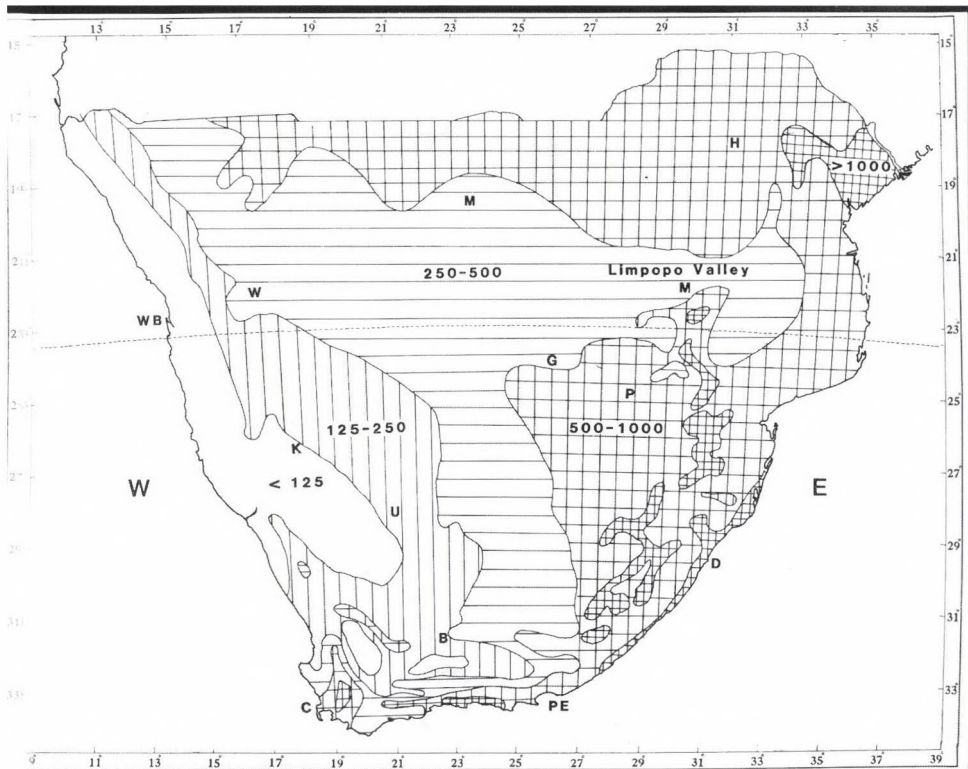 13° 15° 17° 19° 21° 23° 25° 27° 29° 31° 33° 35°
15° 15°
17° 17°
H
> 1000
19° 19°
M
21° 21°
250-500 Limpopo Valley
W M
WB
23° 23°
G
P
25° 25°
125-250 500-1000
K
27° 27°
W < 125 E
U
29° 29°
D
31° 31°
B
33° 33°
C PE
9° 11° 13° 15° 17° 19° 21° 23° 25° 27° 29° 31° 33° 35° 37° 39°